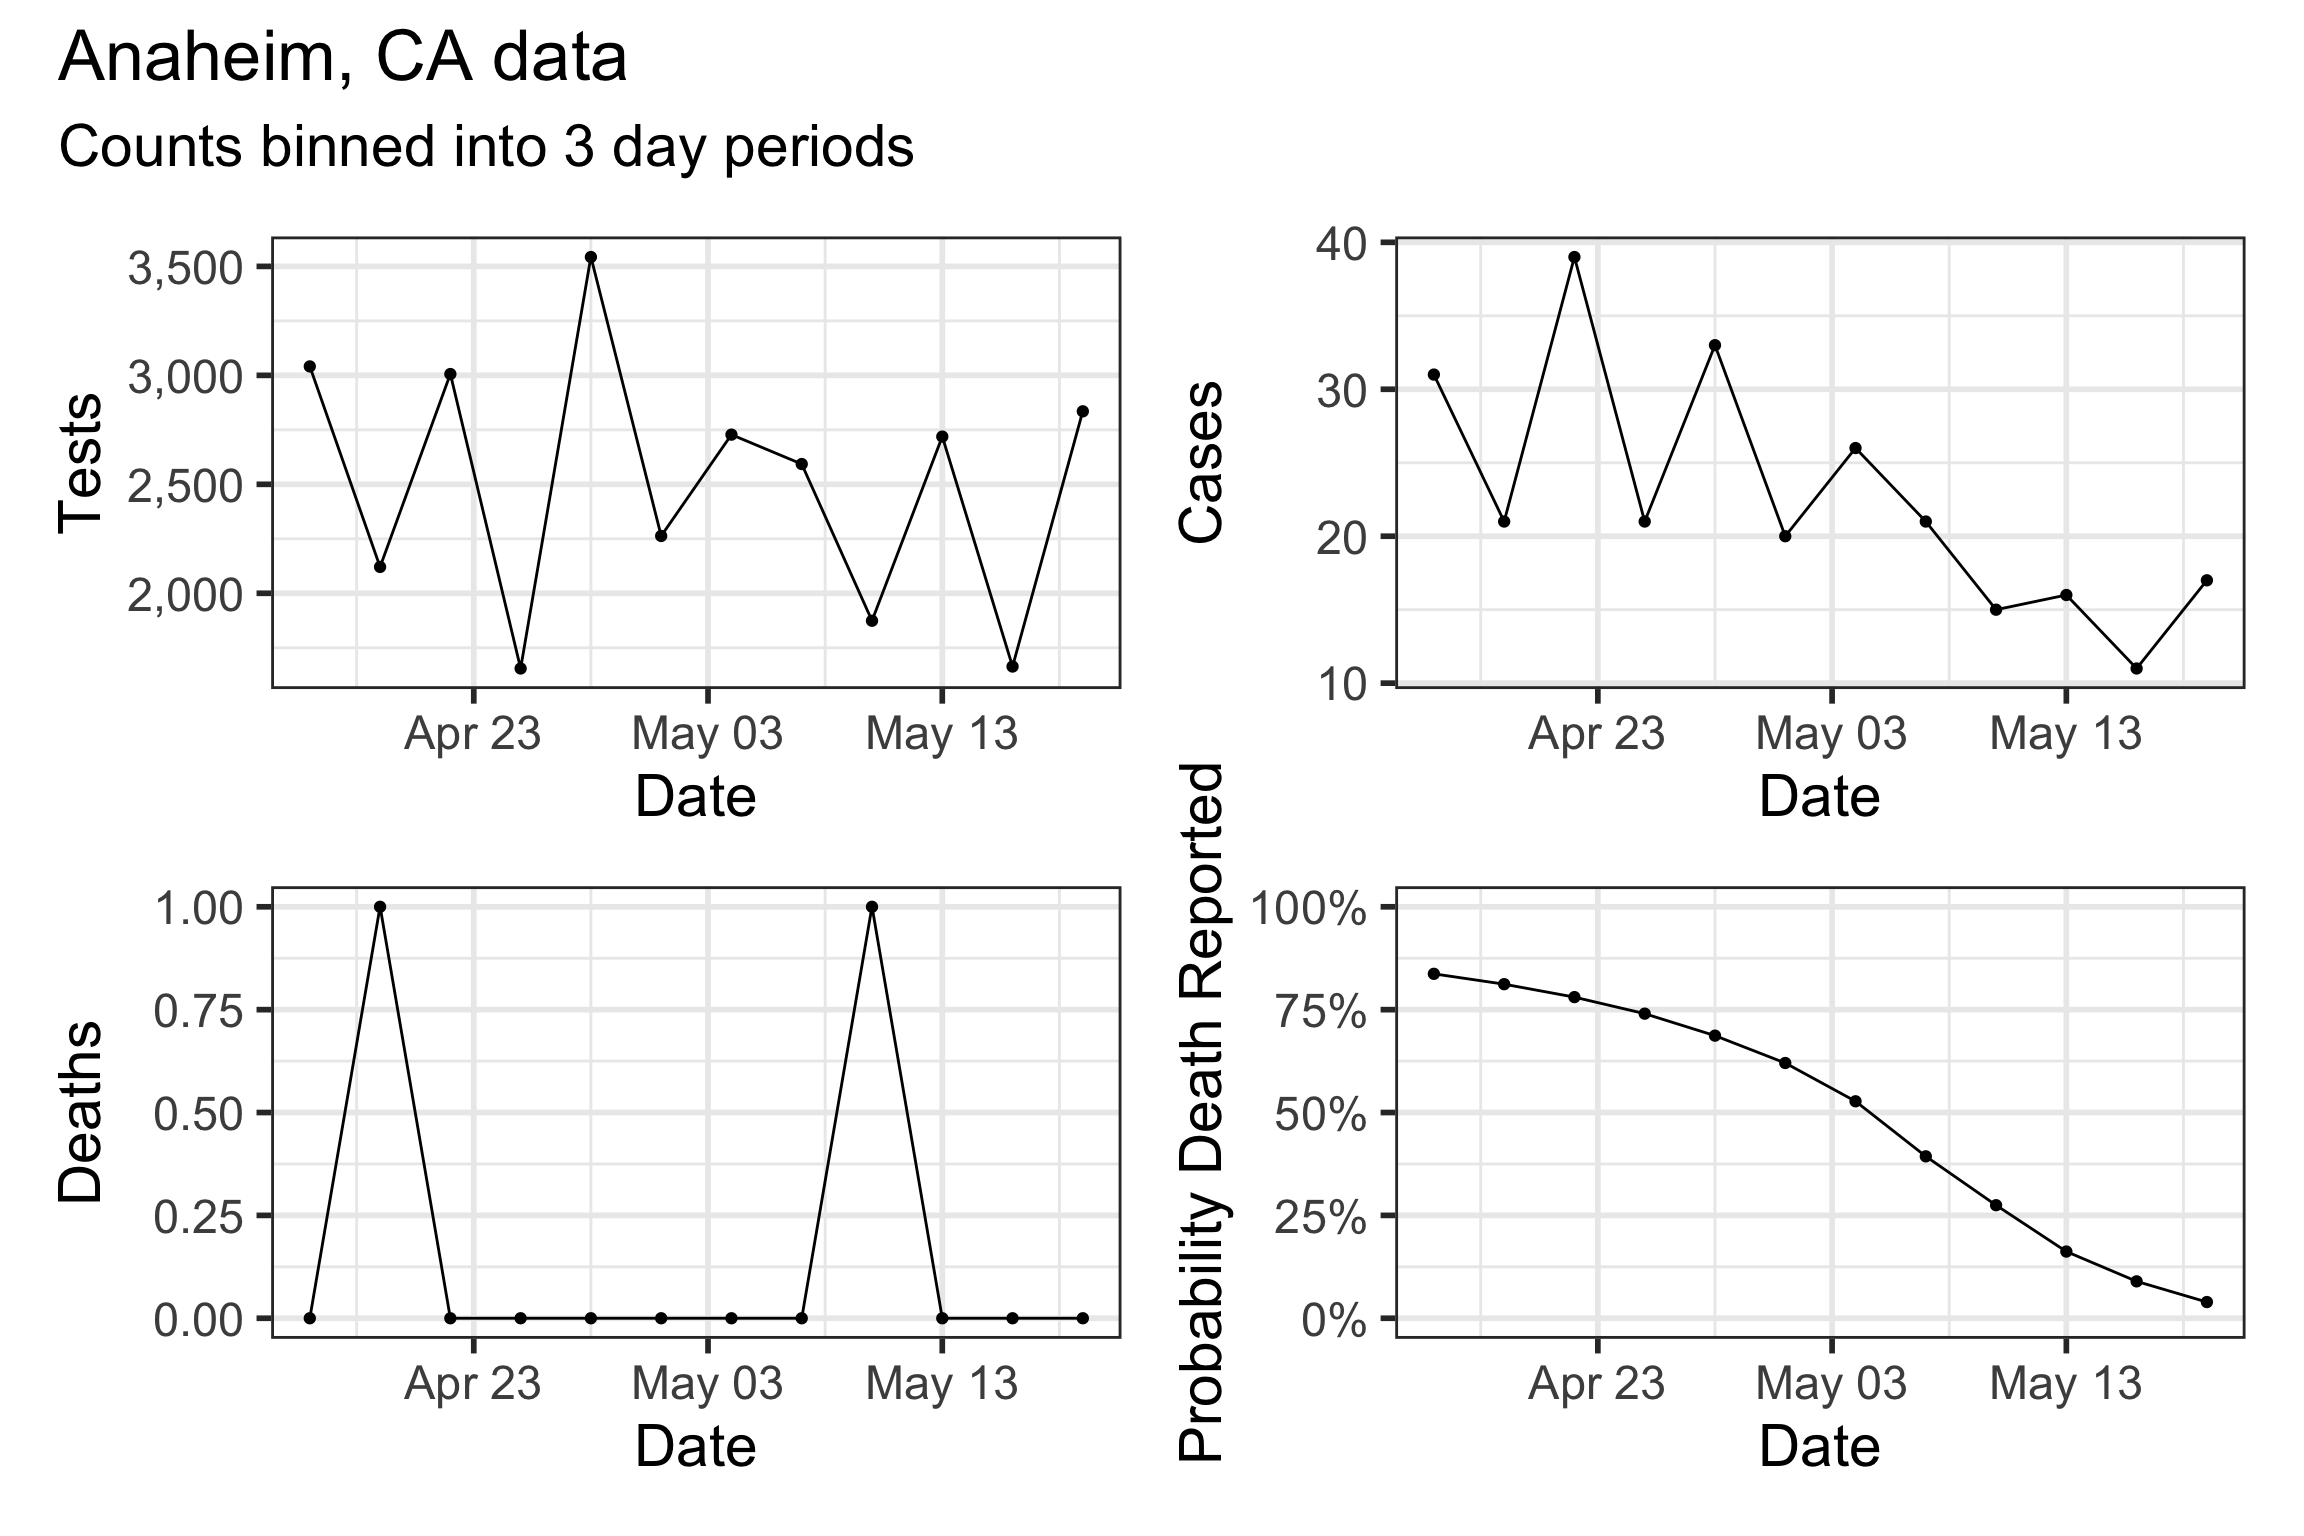 Anaheim, CA data
Counts binned into 3 day periods
Tests
3,500
3,000
2,500
2,000
Apr 23 May 03 May 13
Date
Cases
40
30
20
10
Apr 23 May 03 May 13
Date
Deaths
1.00
0.75
0.50
0.25
0.00
Apr 23 May 03 May 13
Date
Probability Death Reported
100%
75%
50%
25%
0%
Apr 23 May 03 May 13
Date